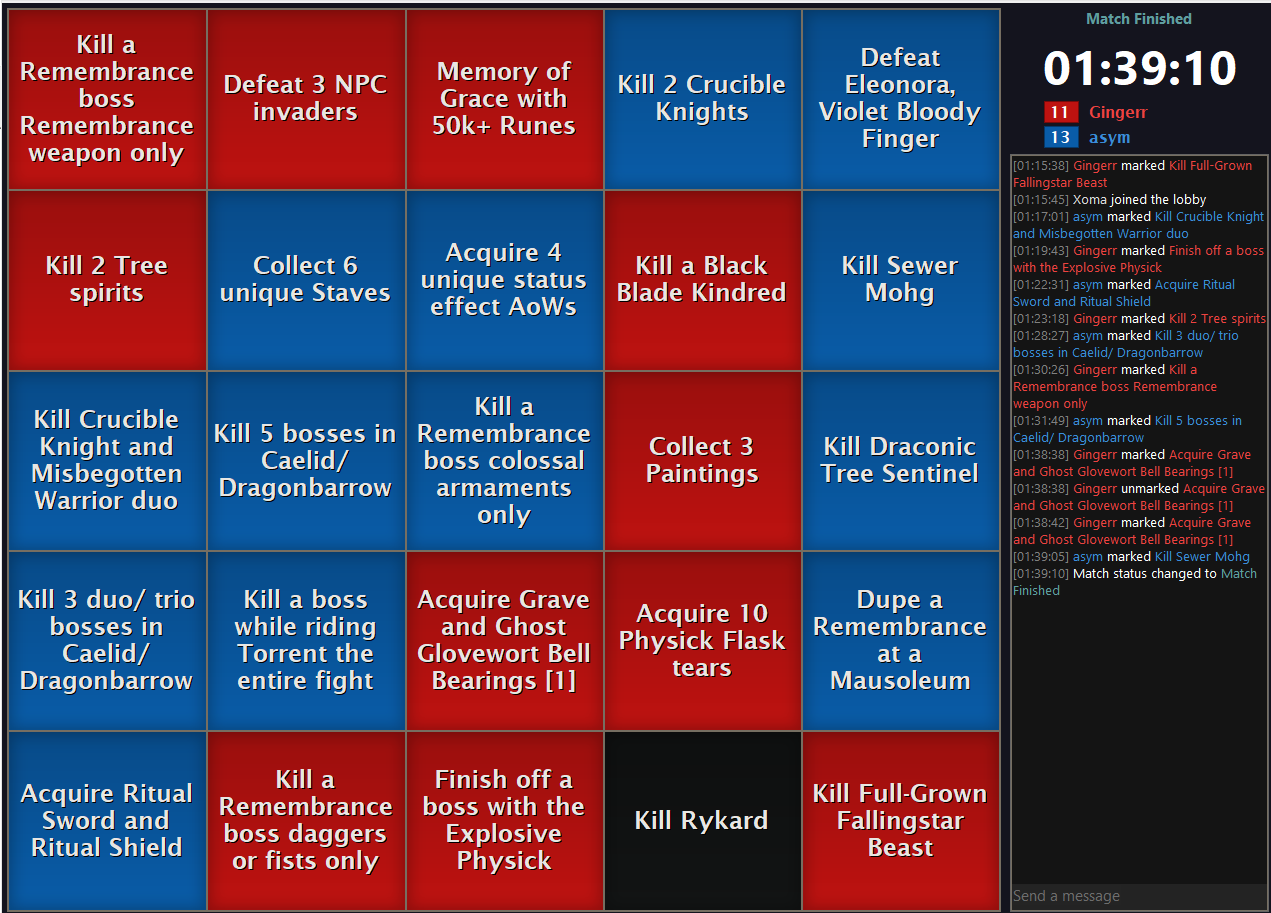 Kill a
Remembrance
boss
Remembrance
weapon only
Defeat 3 NPC
invaders
Memory of
Grace with
50k+ Runes
Kill 2 Crucible
Knights
Defeat
Eleonora,
Violet Bloody
Finger
Kill 2 Tree
spirits
Collect 6
unique Staves
Acquire 4
unique status
effect AoWs
Kill a Black
Blade Kindred
Kill Sewer
Mohg
Kill Crucible
Knight and
Misbegotten
Warrior duo
Kill 5 bosses in
Caelid/
Dragonbarrow
Kill a
Remembrance
boss colossal
armaments
only
Collect 3
Paintings
Kill Draconic
Tree Sentinel
Kill 3 duo/ trio
bosses in
Caelid/
Dragonbarrow
Kill a boss
while riding
Torrent the
entire fight
Acquire Grave
and Ghost
Glovewort Bell
Bearings [1]
Acquire 10
Physick Flask
tears
Dupe a
Remembrance
at a
Mausoleum
Acquire Ritual
Sword and
Ritual Shield
Kill a
Remembrance
boss daggers
or fists only
Finish off a
boss with the
Explosive
Physick
Kill Rykard
Kill Full-Grown
Fallingstar
Beast
Match Finished
01:39:10
11 Gingerr
13 asym
[01:15:38] Gingerr marked Kill Full-Grown
Fallingstar Beast
[01:15:45] Xoma joined the lobby
[01:17:01] asym marked Kill Crucible Knight
and Misbegotten Warrior duo
[01:19:43] Gingerr marked Finish off a boss
with the Explosive Physick
[01:22:31] asym marked Acquire Ritual
Sword and Ritual Shield
[01:23:18] Gingerr marked Kill 2 Tree spirits
[01:28:27] asym marked Kill 3 duo/ trio
bosses in Caelid/ Dragonbarrow
[01:30:26] Gingerr marked Kill a
Remembrance boss Remembrance
weapon only
[01:31:49] asym marked Kill 5 bosses in
Caelid/ Dragonbarrow
[01:38:38] Gingerr marked Acquire Grave
and Ghost Glovewort Bell Bearings [1]
[01:38:38] Gingerr unmarked Acquire Grave
and Ghost Glovewort Bell Bearings [1]
[01:38:42] Gingerr marked Acquire Grave
and Ghost Glovewort Bell Bearings [1]
[01:39:05] asym marked Kill Sewer Mohg
[01:39:10] Match status changed to Match
Finished
Send a message